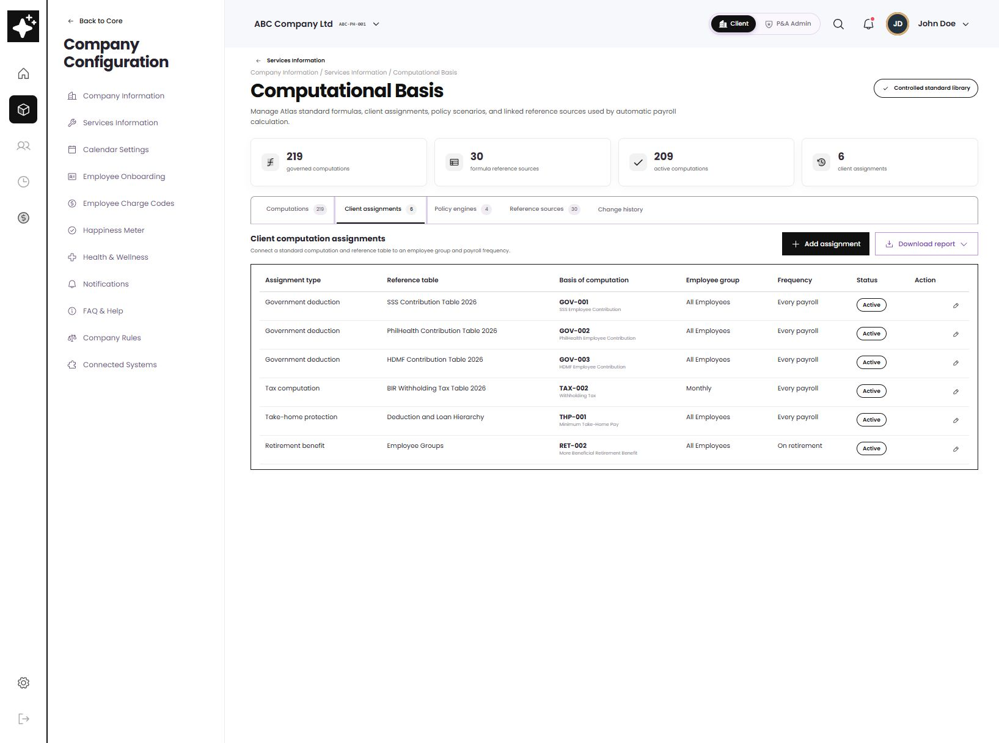 Back to Core
Company
Configuration
Company Information
Services Information
Calendar Settings
Employee Onboarding
Employee Charge Codes
Happiness Meter
Health & Wellness
Notifications
FAQ & Help
Company Rules
Connected Systems
ABC Company Ltd ABC-PH-001
Client P&A Admin JD John Doe
Services Information
Company Information / Services Information / Computational Basis
Computational Basis
Controlled standard library
Manage Atlas standard formulas, client assignments, policy scenarios, and linked reference sources used by automatic payroll
calculation.
219
governed computations
30
formula reference sources
209
active computations
6
client assignments
Computations 219 Client assignments 6 Policy engines 4 Reference sources 30 Change history
Client computation assignments
Connect a standard computation and reference table to an employee group and payroll frequency.
Add assignment Download report
Assignment type Reference table Basis of computation Employee group Frequency Status Action
Government deduction SSS Contribution Table 2026 GOV-001 All Employees Every payroll Active
SSS Employee Contribution
Government deduction PhilHealth Contribution Table 2026 GOV-002 All Employees Every payroll Active
PhilHealth Employee Contribution
Government deduction HDMF Contribution Table 2026 GOV-003 All Employees Every payroll Active
HDMF Employee Contribution
Tax computation BIR Withholding Tax Table 2026 TAX-002 Monthly Every payroll Active
Withholding Tax
Take-home protection Deduction and Loan Hierarchy THP-001 All Employees Every payroll Active
Minimum Take-Home Pay
Retirement benefit Employee Groups RET-002 All Employees On retirement Active
More Beneficial Retirement Benefit